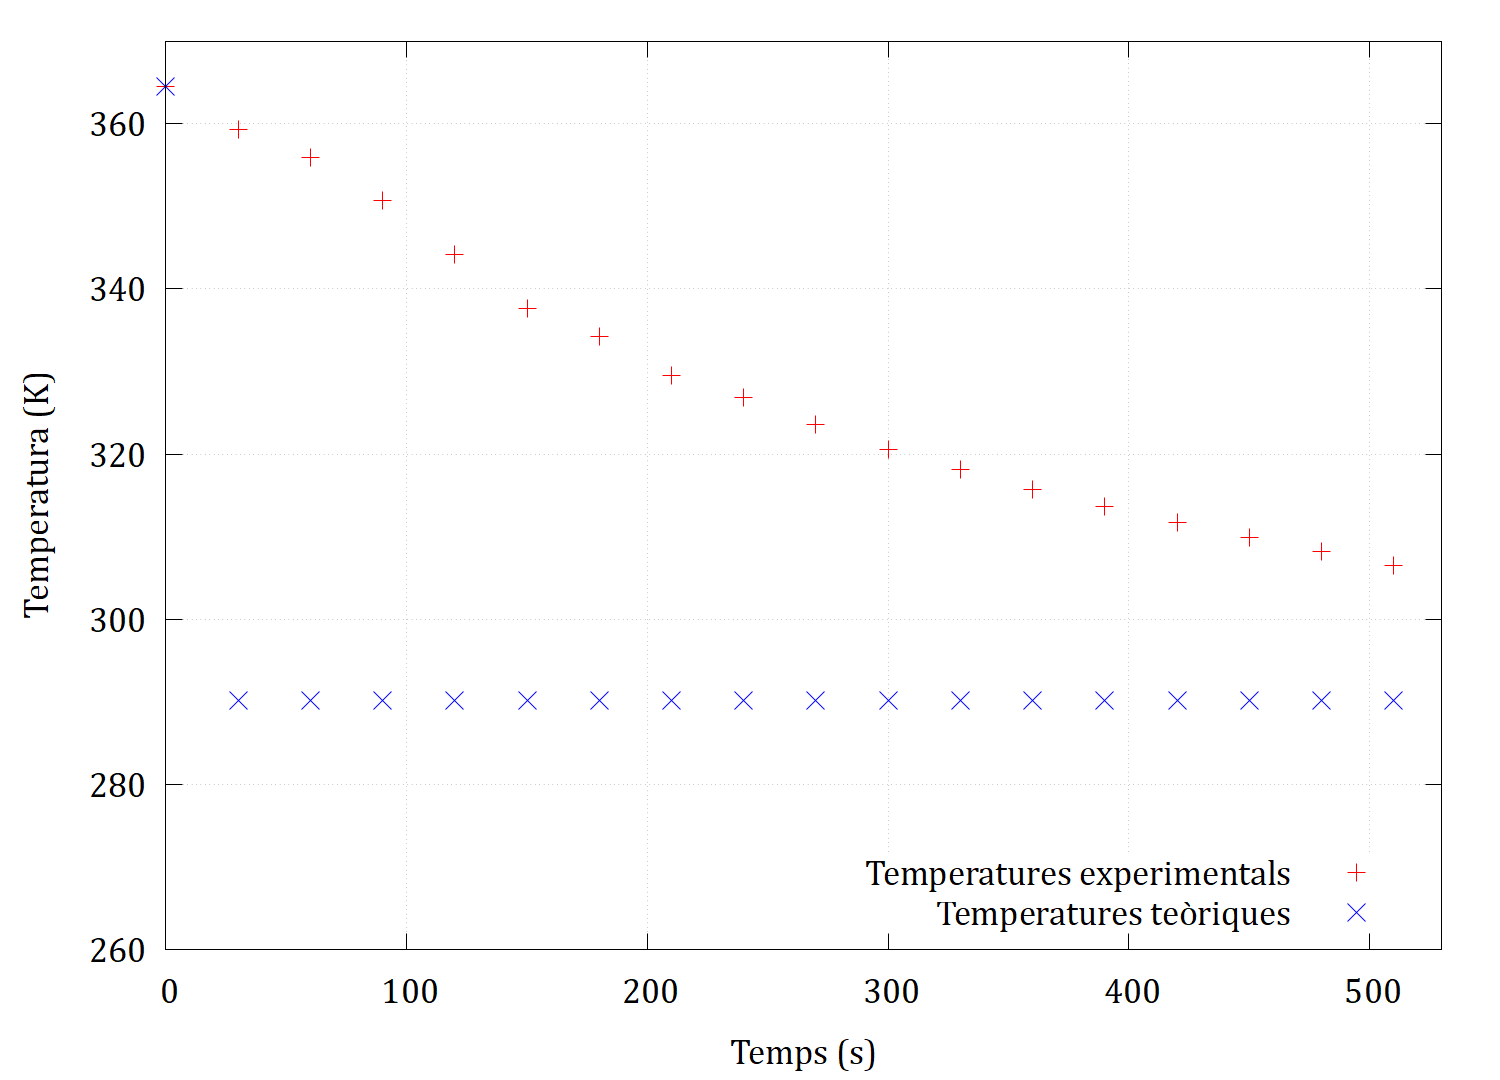 360
340
320
300
280
260
Temperatura (K)
Temperatures experimentals
Temperatures teòriques
0 100 200 300 400 500
Temps (s)